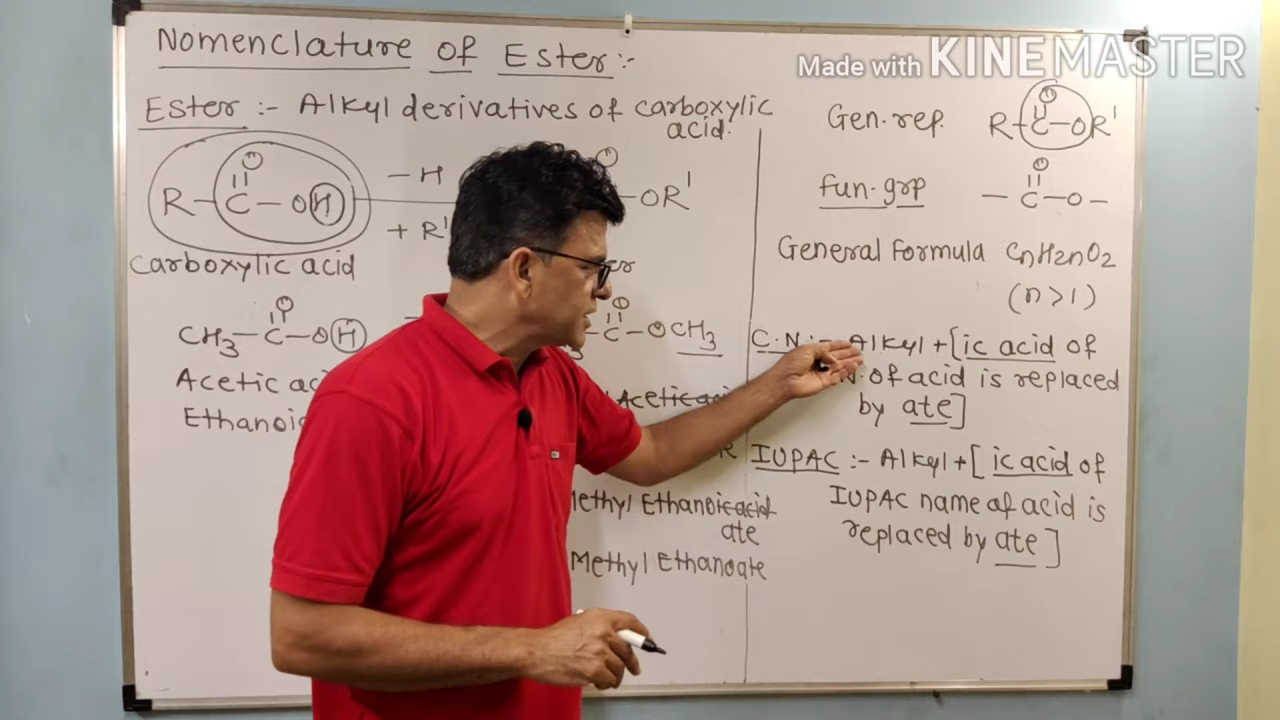 Nomenclature of Ester :-
Made with KINEMASTER
Ester :- Alkyl derivatives of carboxylic
acid.
R-C-OH
O
- H
+ R'
O
-OR'
carboxylic acid
CH3-C-OH
O
Acetic
Ethanoi
O
C-OCH3
Acetic
Methyl Ethanoic acid
ate
Methyl Ethanoate
Gen. rep.
O
R-C-OR'
Fun. grp
O
-C-O-
General Formula CnH2nO2
(n>1)
C.N :- Alkyl+[ic acid of
N. of acid is replaced
by ate]
IUPAC :- Alkyl+[ic acid of
IUPAC name of acid is
replaced by ate]